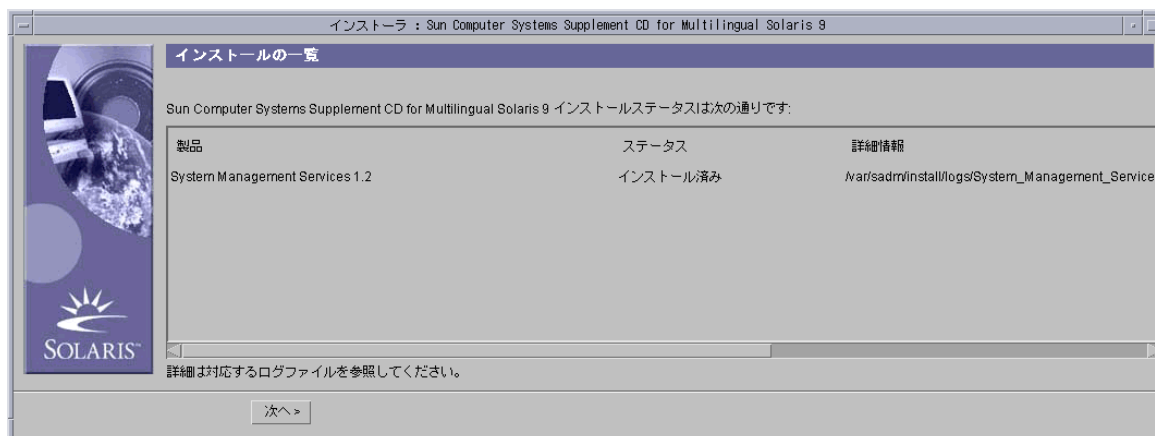 インストーラ : Sun Computer Systems Supplement CD for Multilingual Solaris 9
インストールの一覧
Sun Computer Systems Supplement CD for Multilingual Solaris 9 インストールステータスは次の通りです:
製品 ステータス 詳細情報
System Management Services 1.2 インストール済み /var/sadm/install/logs/System_Management_Service
SOLARIS™
詳細は対応するログファイルを参照してください。
次へ »